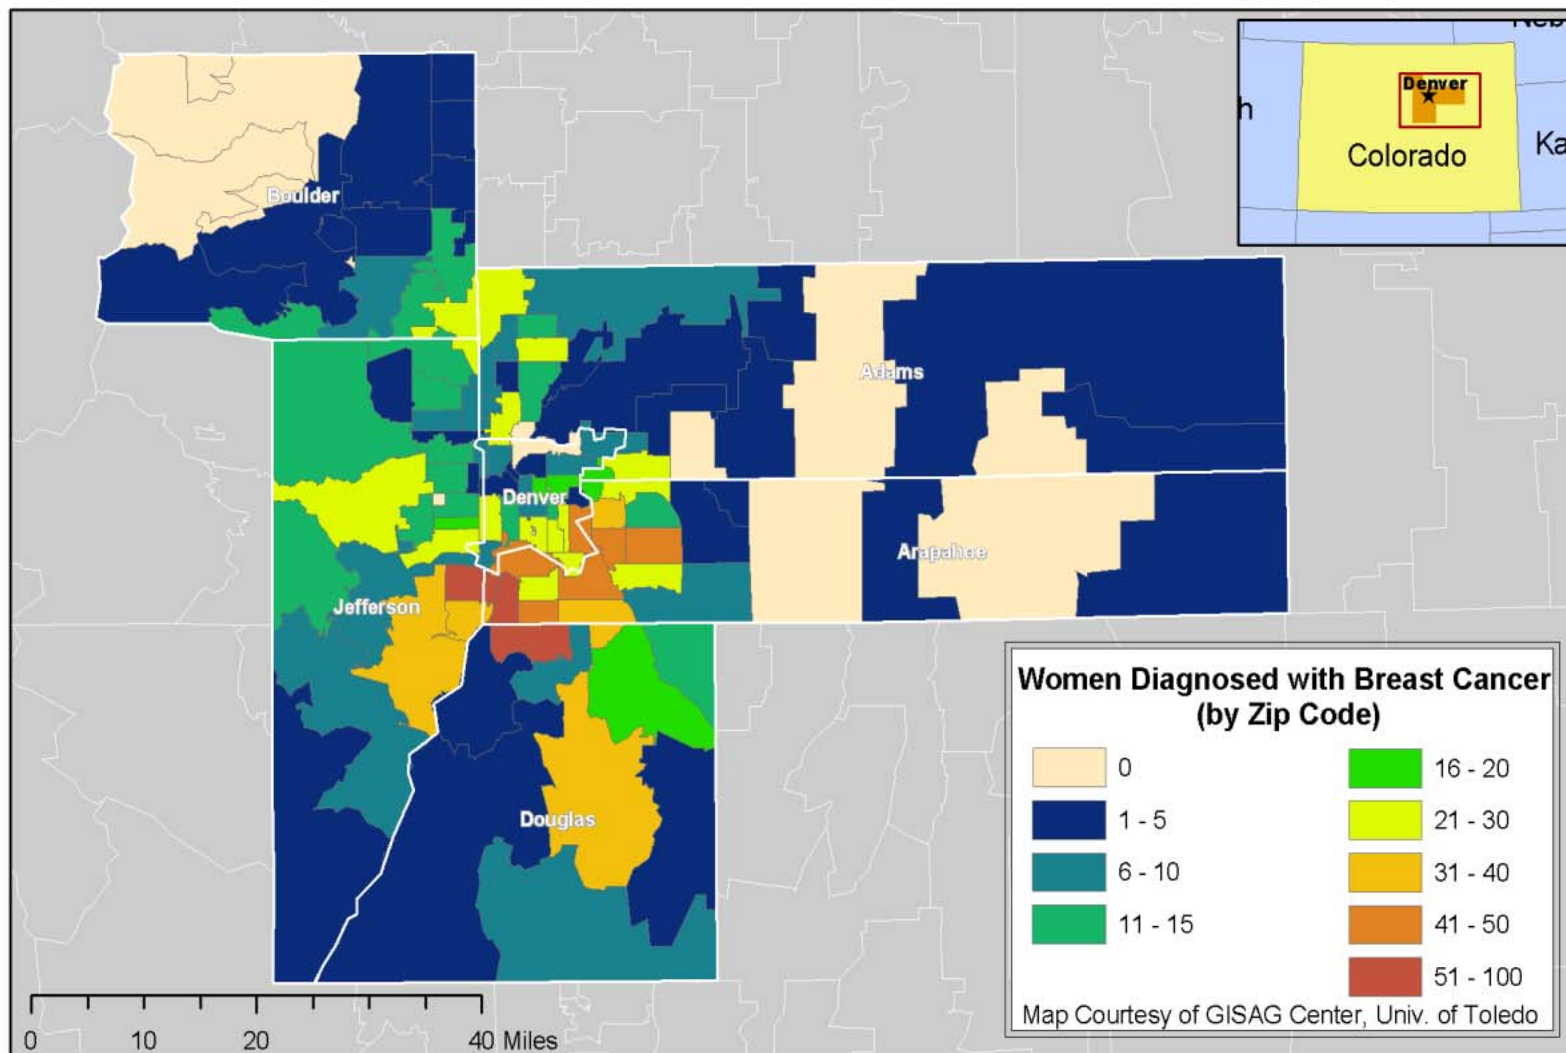 Denver
Colorado
Ka
h
Boulder
Adams
Denver
Arapahoe
Jefferson
Douglas
Women Diagnosed with Breast Cancer
(by Zip Code)
0
1 - 5
6 - 10
11 - 15
16 - 20
21 - 30
31 - 40
41 - 50
51 - 100
Map Courtesy of GISAG Center, Univ. of Toledo
0 10 20 40 Miles